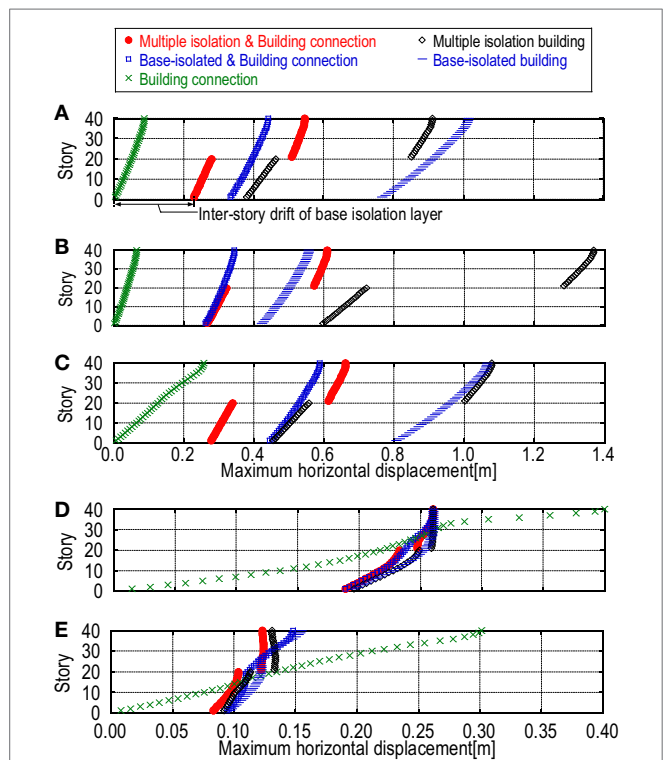 Multiple isolation & Building connection
Multiple isolation building
Base-isolated & Building connection
Base-isolated building
Building connection
A
40
30
20
10
0
Story
Inter-story drift of base isolation layer
B
40
30
20
10
0
Story
C
40
30
20
10
0
Story
0.0 0.2 0.4 0.6 0.8 1.0 1.2 1.4
Maximum horizontal displacement[m]
D
40
30
20
10
0
Story
E
40
30
20
10
0
Story
0.00 0.05 0.10 0.15 0.20 0.25 0.30 0.35 0.40
Maximum horizontal displacement[m]